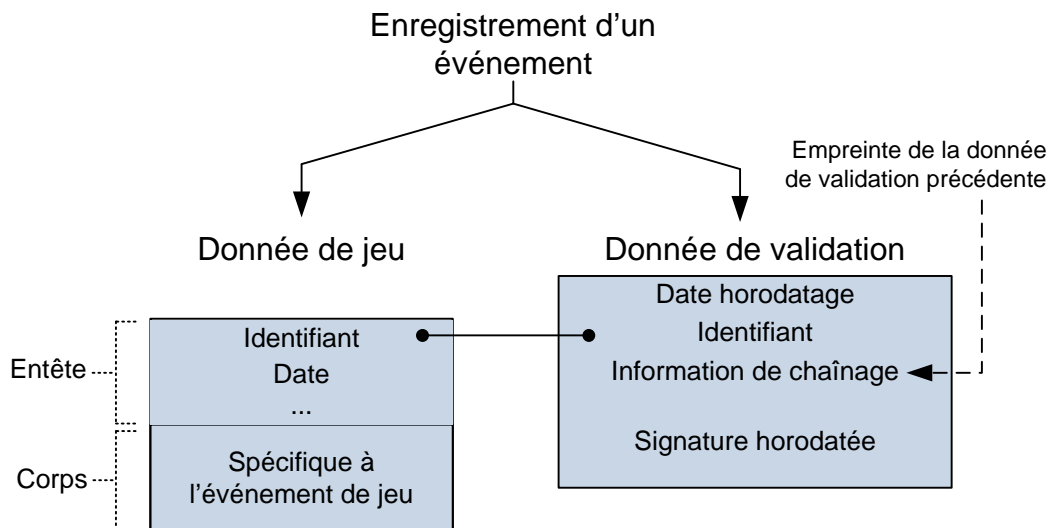 Enregistrement d'un
événement
Empreinte de la donnée
de validation précédente
Donnée de jeu
Donnée de validation
Date horodatage
Identifiant
Information de chaînage
Signature horodatée
Entête
Identifiant
Date
...
Corps
Spécifique à
l'événement de jeu